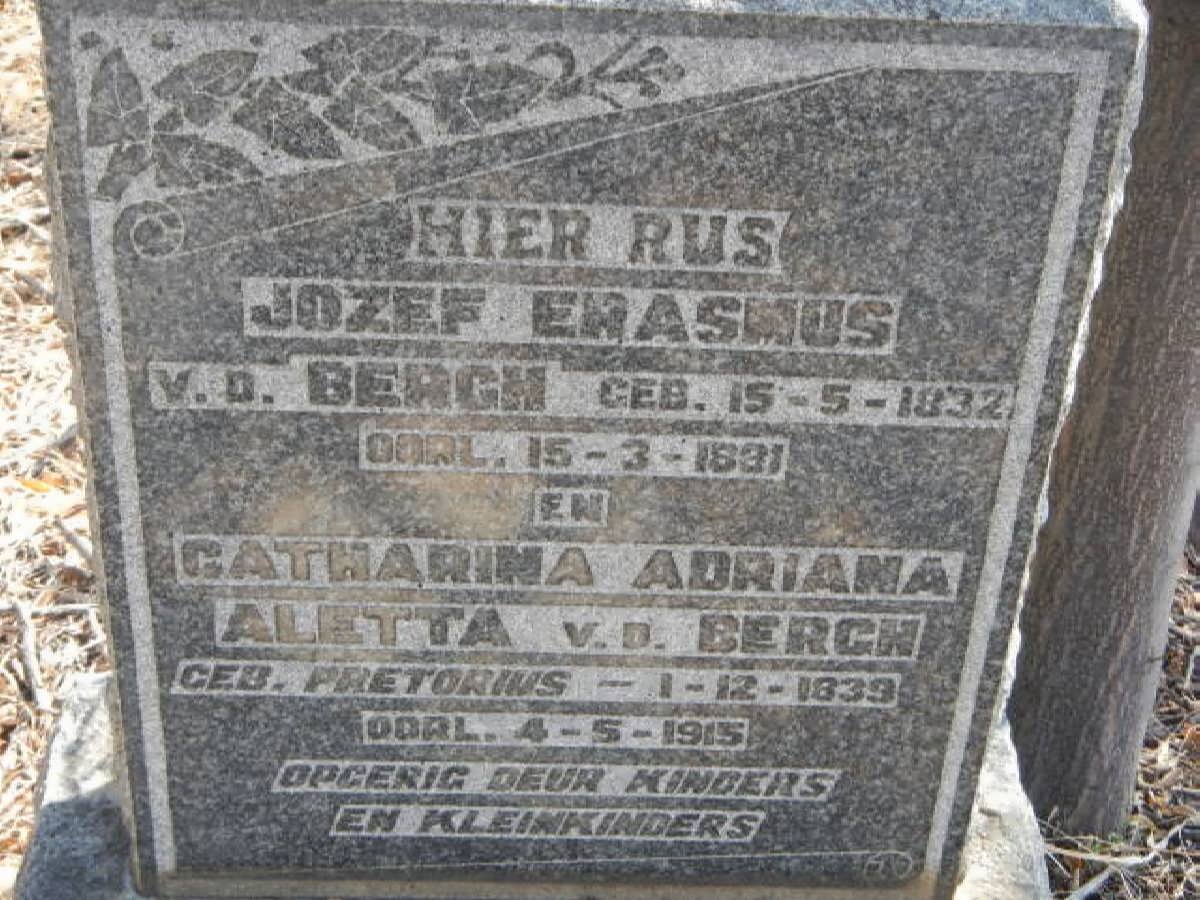 HIER RUS
JOZEF ERASMUS
V. D. BERGH GEB. 15-5-1832
OORL. 15-3-1891
EN
CATHARINA ADRIANA
ALETTA V. D. BERGH
GEB. PRETORIUS - 1-12-1839
OORL. 4-5-1915
OPGERIG DEUR KINDERS
EN KLEINKINDERS